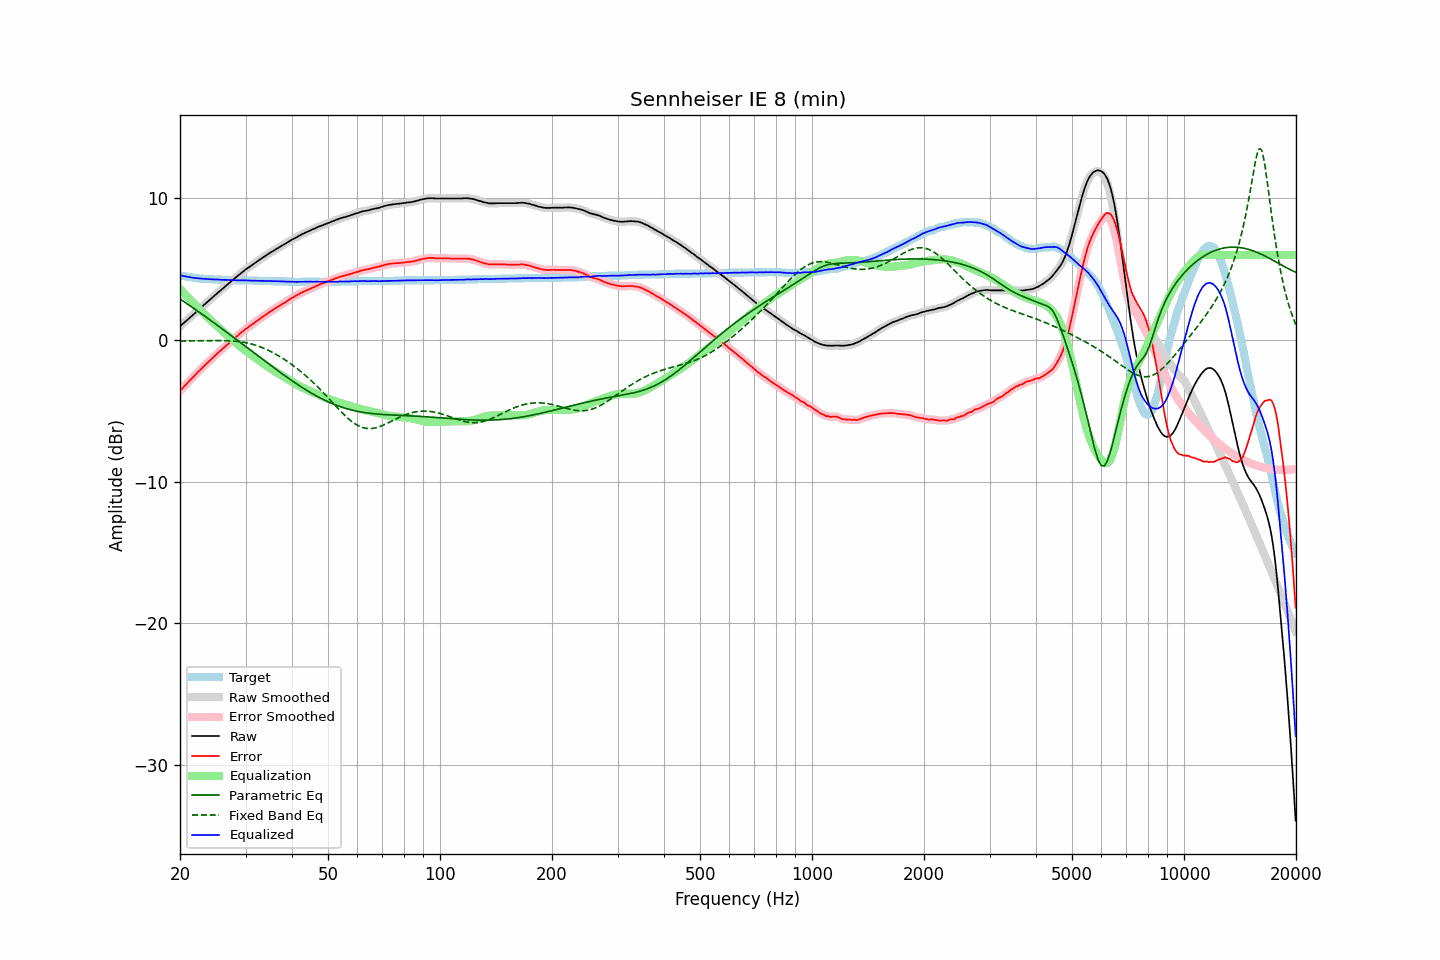 Sennheiser IE 8 (min)
Amplitude (dBr)
10
0
−10
−20
−30
Target
Raw Smoothed
Error Smoothed
Raw
Error
Equalization
Parametric Eq
Fixed Band Eq
Equalized
20 50 100 200 500 1000 2000 5000 10000 20000
Frequency (Hz)